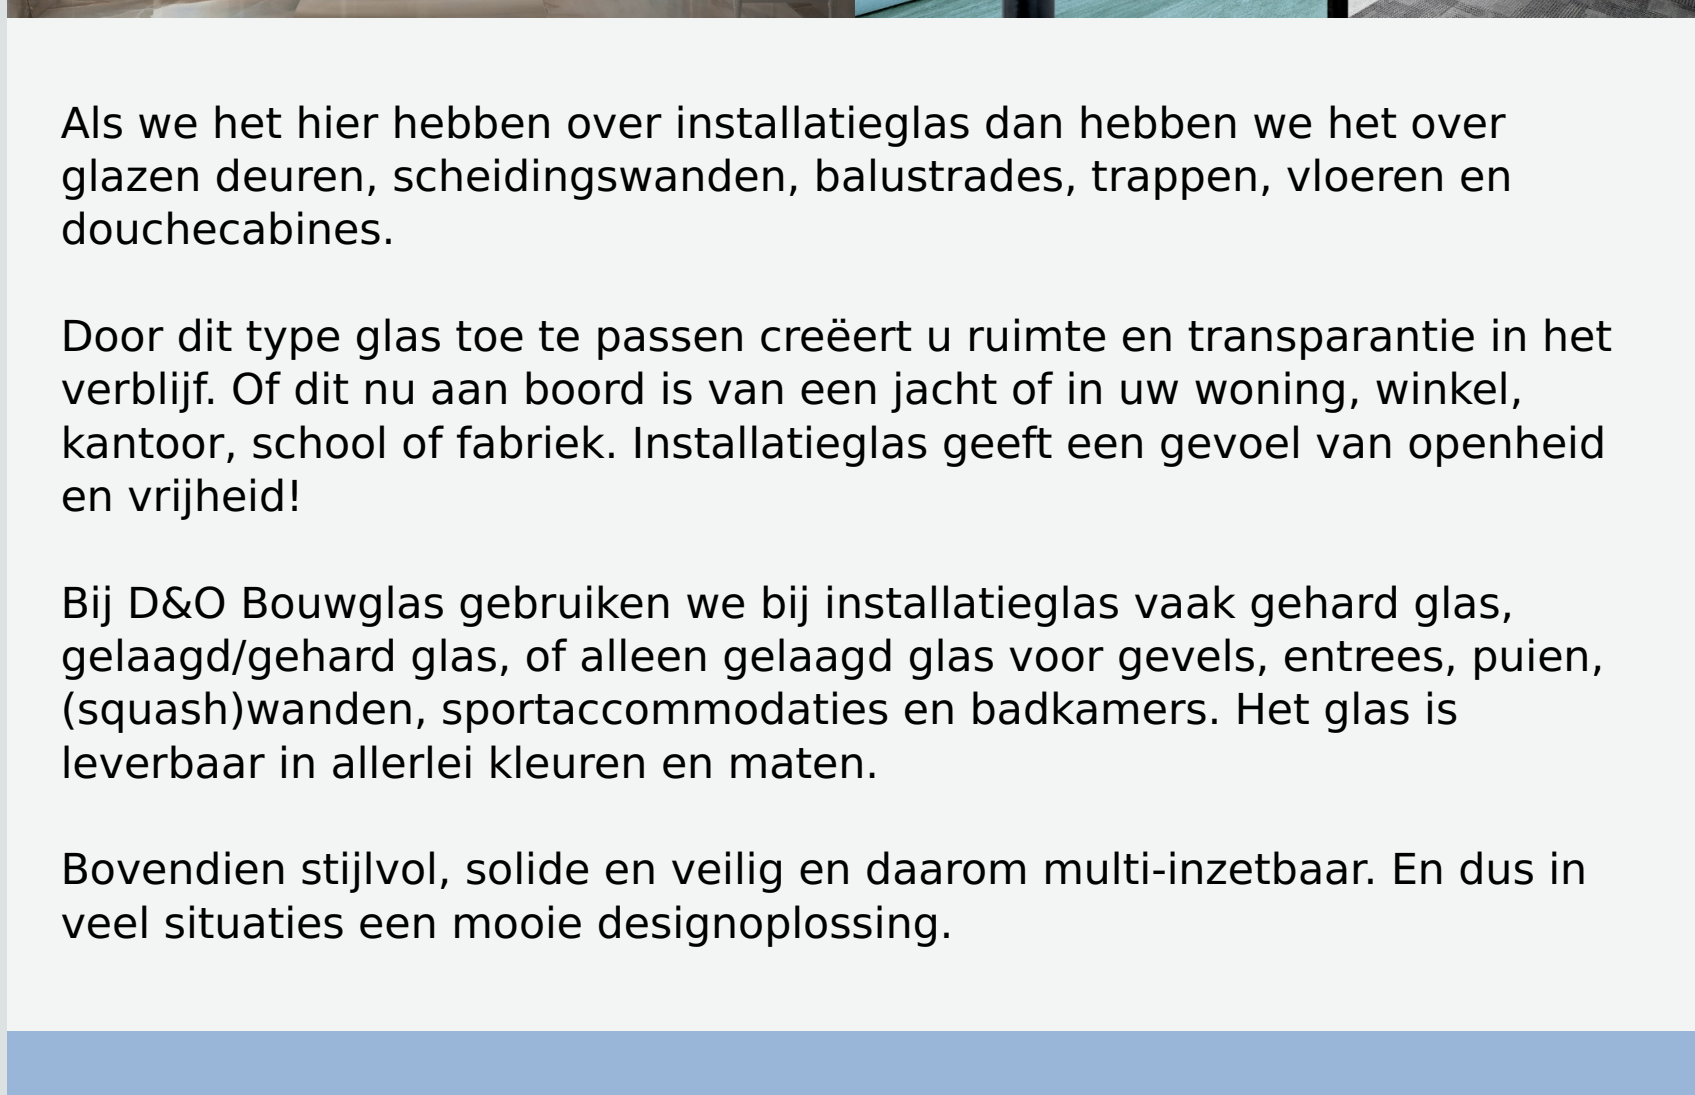 Als we het hier hebben over installatieglas dan hebben we het over
glazen deuren, scheidingswanden, balustrades, trappen, vloeren en
douchecabines.
Door dit type glas toe te passen creëert u ruimte en transparantie in het
verblijf. Of dit nu aan boord is van een jacht of in uw woning, winkel,
kantoor, school of fabriek. Installatieglas geeft een gevoel van openheid
en vrijheid!
Bij D&O Bouwglas gebruiken we bij installatieglas vaak gehard glas,
gelaagd/gehard glas, of alleen gelaagd glas voor gevels, entrees, puien,
(squash)wanden, sportaccommodaties en badkamers. Het glas is
leverbaar in allerlei kleuren en maten.
Bovendien stijlvol, solide en veilig en daarom multi-inzetbaar. En dus in
veel situaties een mooie designoplossing.